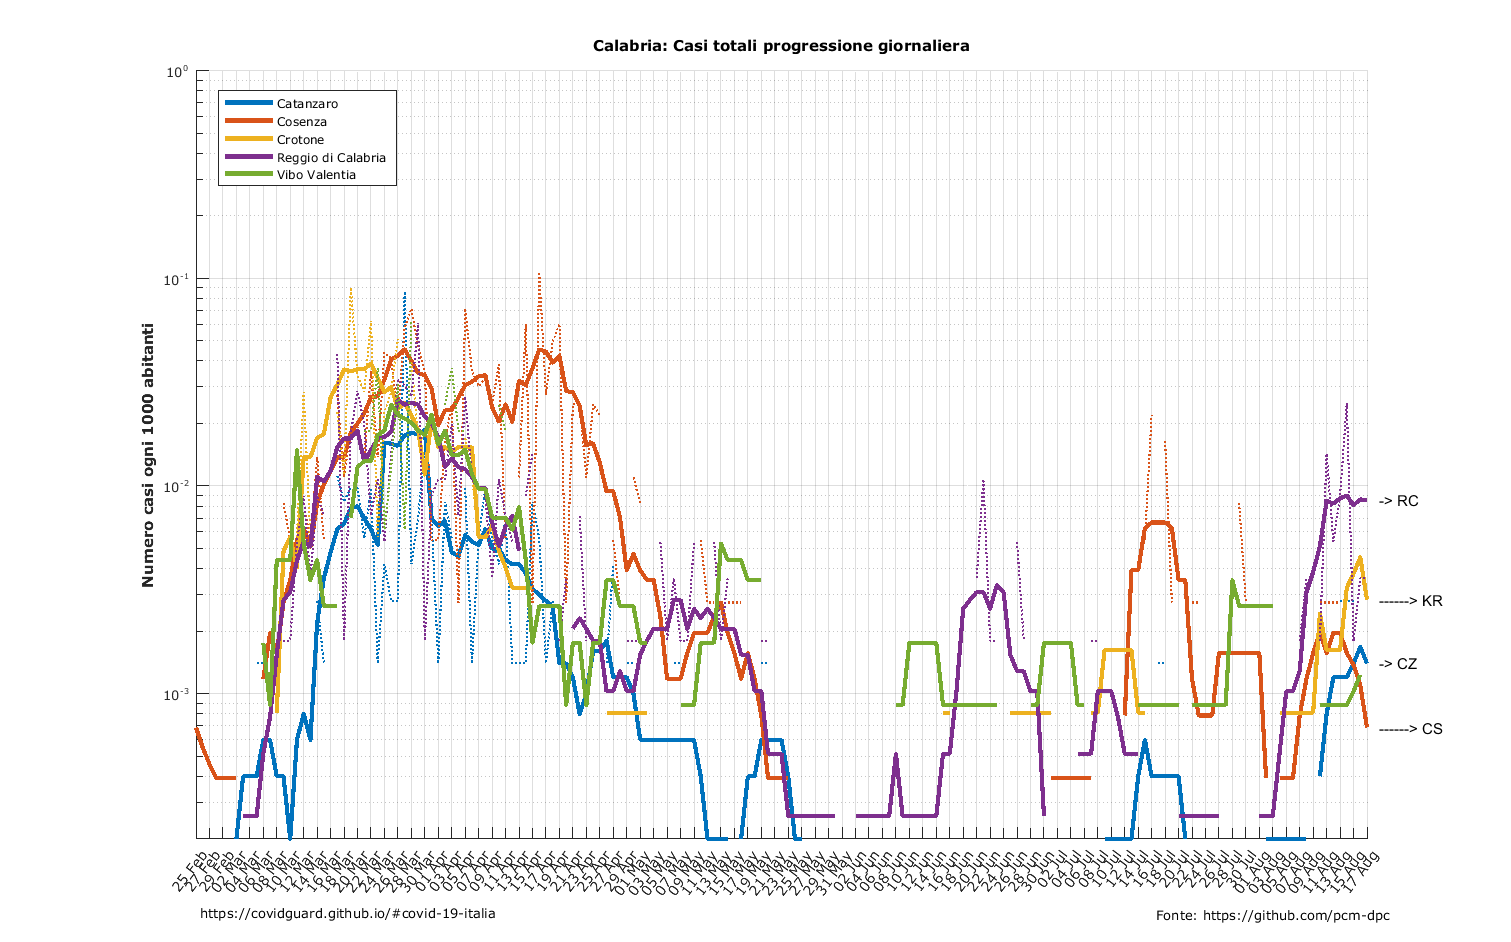 Calabria: Casi totali progressione giornaliera
10^0
10^-1
10^-2
10^-3
Numero casi ogni 1000 abitanti
Catanzaro
Cosenza
Crotone
Reggio di Calabria
Vibo Valentia
-> RC
------> KR
-> CZ
------> CS
25 Feb
27 Feb
29 Feb
02 Mar
04 Mar
06 Mar
08 Mar
10 Mar
12 Mar
14 Mar
16 Mar
18 Mar
20 Mar
22 Mar
24 Mar
26 Mar
28 Mar
30 Mar
01 Apr
03 Apr
05 Apr
07 Apr
09 Apr
11 Apr
13 Apr
15 Apr
17 Apr
19 Apr
21 Apr
23 Apr
25 Apr
27 Apr
29 Apr
01 May
03 May
05 May
07 May
09 May
11 May
13 May
15 May
17 May
19 May
21 May
23 May
25 May
27 May
29 May
31 May
02 Jun
04 Jun
06 Jun
08 Jun
10 Jun
12 Jun
14 Jun
16 Jun
18 Jun
20 Jun
22 Jun
24 Jun
26 Jun
28 Jun
30 Jun
02 Jul
04 Jul
06 Jul
08 Jul
10 Jul
12 Jul
14 Jul
16 Jul
18 Jul
20 Jul
22 Jul
24 Jul
26 Jul
28 Jul
30 Jul
01 Aug
03 Aug
05 Aug
07 Aug
09 Aug
11 Aug
13 Aug
15 Aug
17 Aug
https://covidguard.github.io/#covid-19-italia
Fonte: https://github.com/pcm-dpc